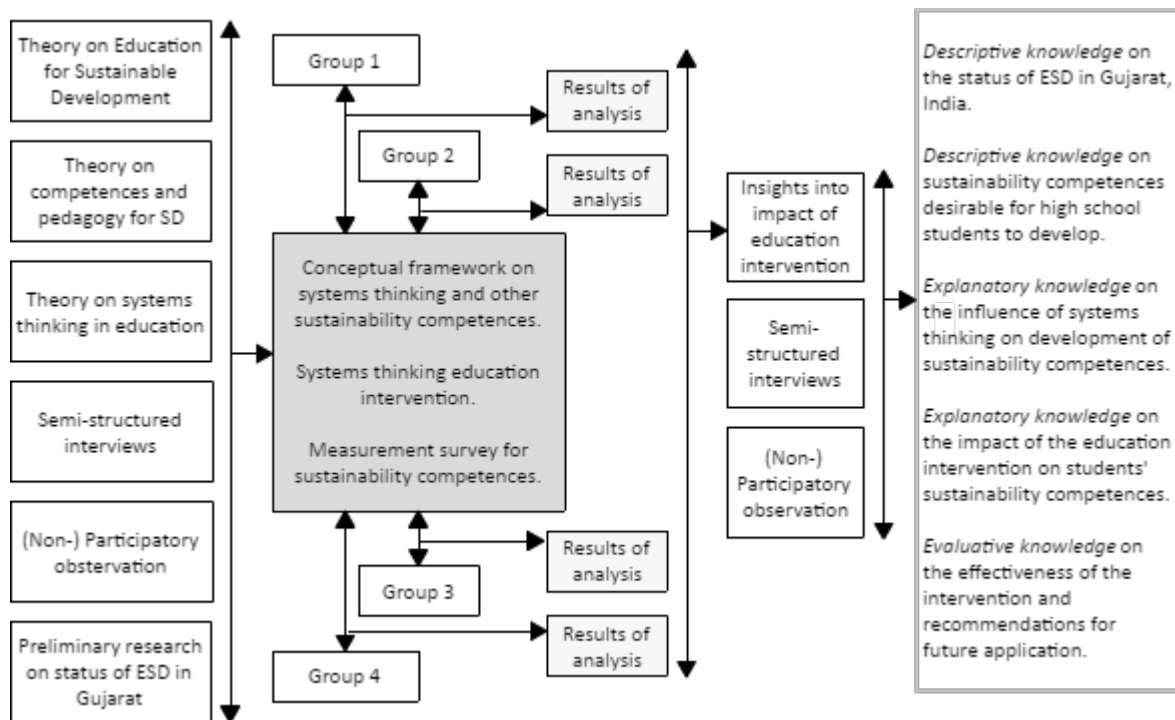 Theory on Education
for Sustainable
Development
Theory on
competences and
pedagogy for SD
Theory on systems
thinking in education
Semi-structured
interviews
(Non-) Participatory
obstervation
Preliminary research
on status of ESD in
Gujarat
Group 1
Results of
analysis
Group 2
Results of
analysis
Conceptual framework on
systems thinking and other
sustainability competences.
Systems thinking education
intervention.
Measurement survey for
sustainability competences.
Results of
analysis
Group 3
Results of
analysis
Group 4
Insights into
impact of
education
intervention
Semi-
structured
interviews
(Non-)
Participatory
observation
Descriptive knowledge on
the status of ESD in Gujarat,
India.
Descriptive knowledge on
sustainability competences
desirable for high school
students to develop.
Explanatory knowledge on
the influence of systems
thinking on development of
sustainability competences.
Explanatory knowledge on
the impact of the education
intervention on students'
sustainability competences.
Evaluative knowledge on
the effectiveness of the
intervention and
recommendations for
future application.